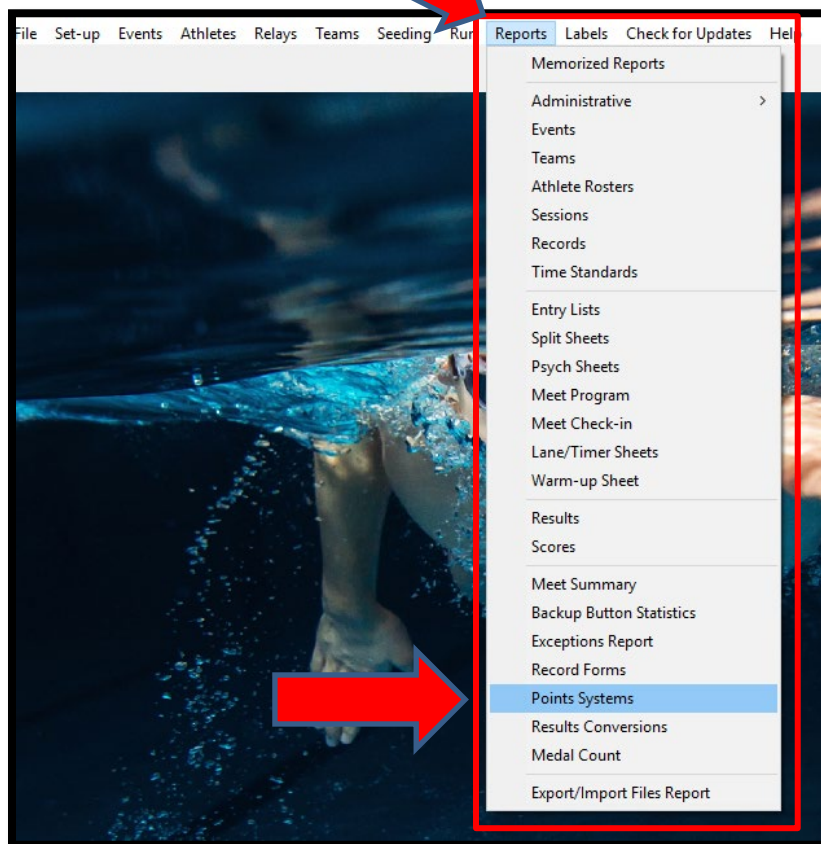 File Set-up Events Athletes Relays Teams Seeding Run Reports Labels Check for Updates Help
Memorized Reports
Administrative >
Events
Teams
Athlete Rosters
Sessions
Records
Time Standards
Entry Lists
Split Sheets
Psych Sheets
Meet Program
Meet Check-in
Lane/Timer Sheets
Warm-up Sheet
Results
Scores
Meet Summary
Backup Button Statistics
Exceptions Report
Record Forms
Points Systems
Results Conversions
Medal Count
Export/Import Files Report